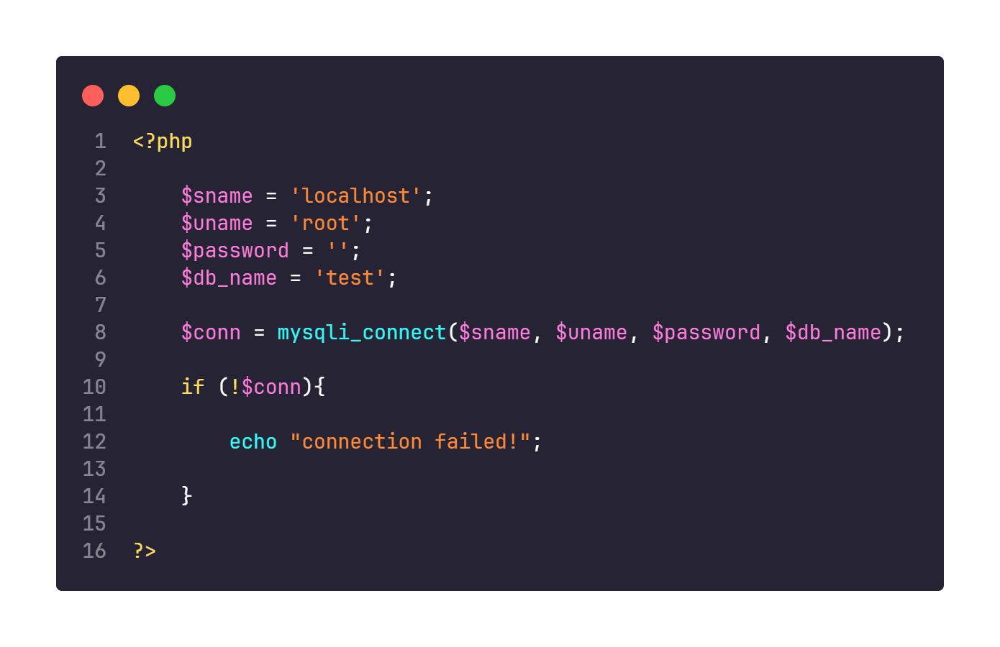 1 <?php
2
3     $sname = 'localhost';
4     $uname = 'root';
5     $password = '';
6     $db_name = 'test';
7
8     $conn = mysqli_connect($sname, $uname, $password, $db_name);
9
10     if (!$conn){
11
12         echo "connection failed!";
13
14     }
15
16 ?>